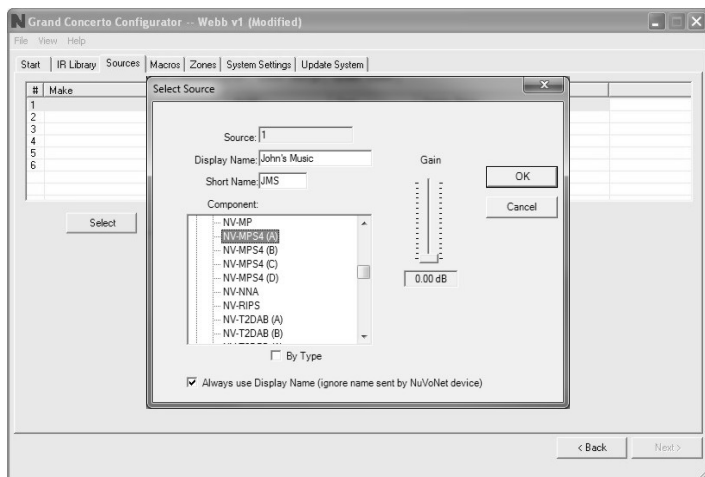 N Grand Concerto Configurator -- Webb v1 (Modified)
File View Help
Start IR Library Sources Macros Zones System Settings Update System
# Make
1
2
3
4
5
6
Select
Select Source
Source: 1
Display Name: John's Music
Short Name: JMS
Component:
NV-MP
NV-MPS4 (A)
NV-MPS4 (B)
NV-MPS4 (C)
NV-MPS4 (D)
NV-NNA
NV-RIPS
NV-T2DAB (A)
NV-T2DAB (B)
By Type
Always use Display Name (ignore name sent by NuVoNet device)
Gain
0.00 dB
OK
Cancel
< Back
Next >